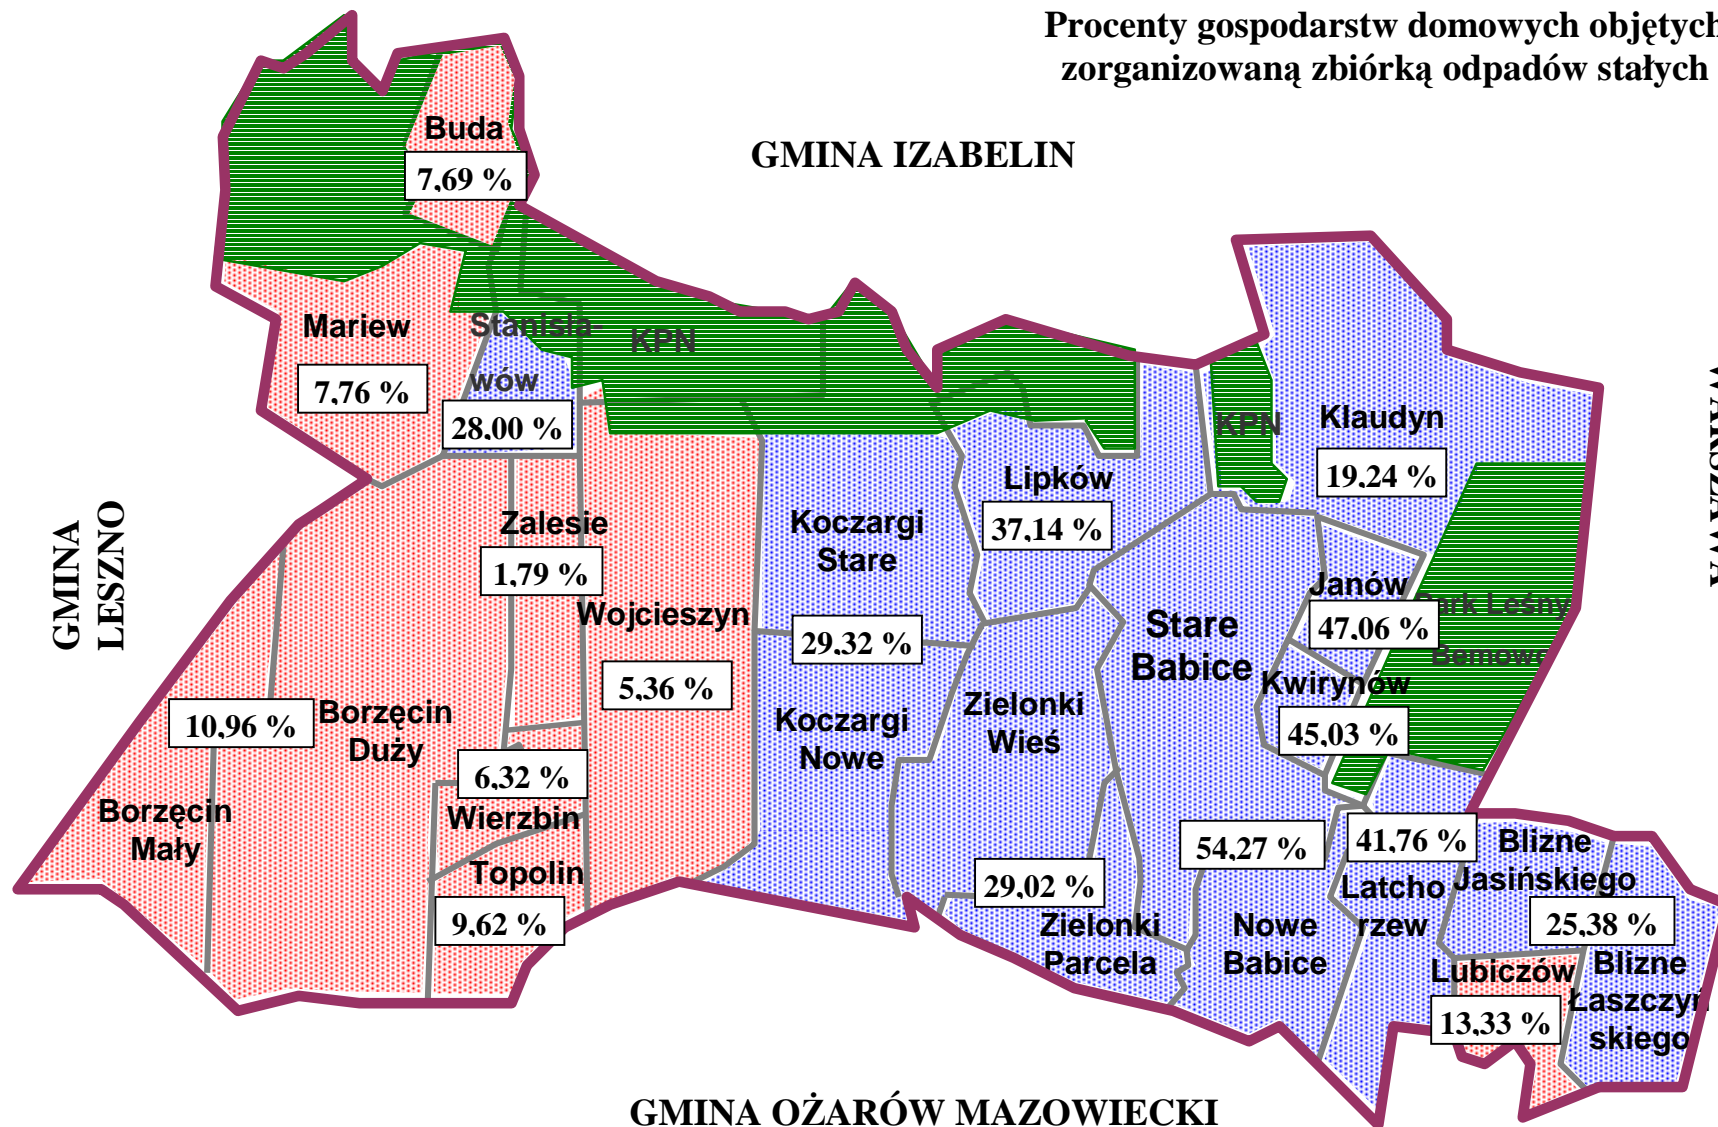 Procenty gospodarstw domowych objętych
zorganizowaną zbiórką odpadów stałych
GMINA IZABELIN
Buda
7,69 %
Mariew
7,76 %
Stanisła-
wów
28,00 %
KPN
KPN
Klaudyn
19,24 %
WARSZAWA
Lipków
37,14 %
GMINA
LESZNO
Zalesie
1,79 %
Koczargi
Stare
29,32 %
Koczargi
Nowe
Wojcieszyn
5,36 %
Janów
47,06 %
Park Leśny
Bemowo
Stare
Babice
Kwirynów
45,03 %
10,96 %
Borzęcin
Duży
Zielonki
Wieś
6,32 %
Wierzbin
Borzęcin
Mały
Topolin
9,62 %
29,02 %
Zielonki
Parcela
54,27 %
Nowe
Babice
41,76 %
Latcho
rzew
Blizne
Jasińskiego
25,38 %
Lubiczów
13,33 %
Blizne
Łaszczyń
skiego
GMINA OŻARÓW MAZOWIECKI